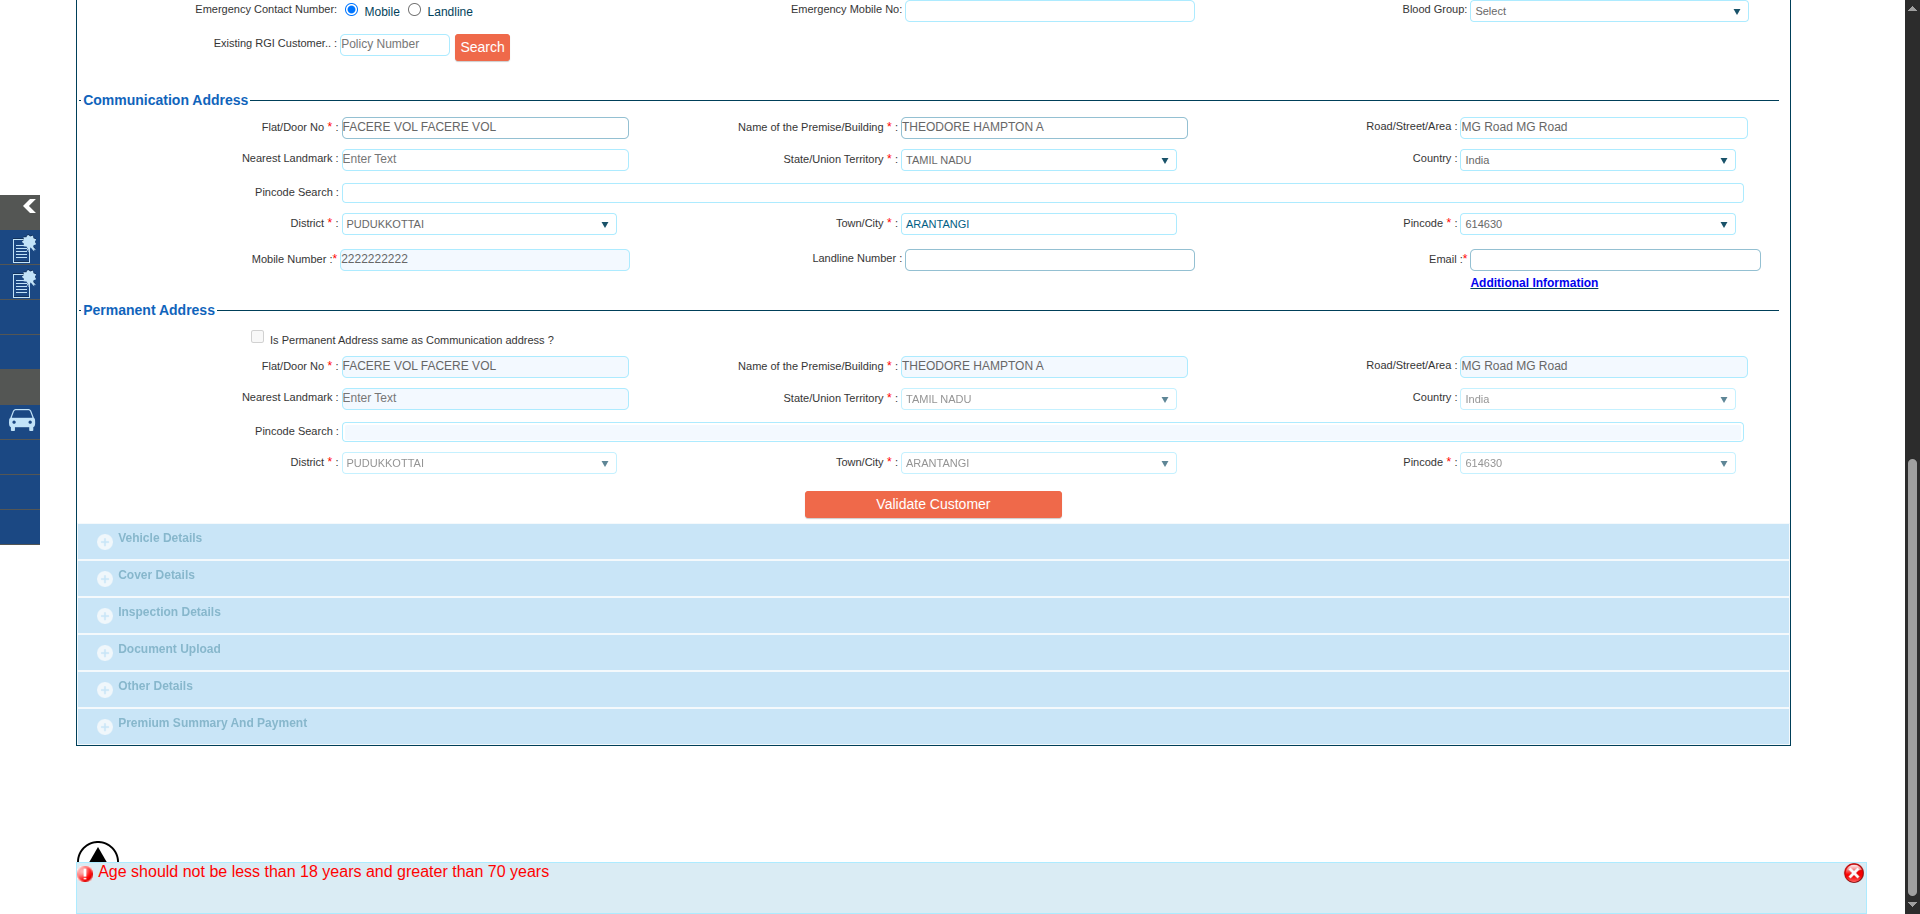 Emergency Contact Number: Mobile Landline Emergency Mobile No: Blood Group: Select
Existing RGI Customer.. : Policy Number Search
Communication Address
Flat/Door No * : FACERE VOL FACERE VOL Name of the Premise/Building * : THEODORE HAMPTON A Road/Street/Area : MG Road MG Road
Nearest Landmark : Enter Text State/Union Territory * : TAMIL NADU Country : India
Pincode Search :
District * : PUDUKKOTTAI Town/City * : ARANTANGI Pincode * : 614630
Mobile Number :* 2222222222 Landline Number : Email :*
Additional Information
Permanent Address
Is Permanent Address same as Communication address ?
Flat/Door No * : FACERE VOL FACERE VOL Name of the Premise/Building * : THEODORE HAMPTON A Road/Street/Area : MG Road MG Road
Nearest Landmark : Enter Text State/Union Territory * : TAMIL NADU Country : India
Pincode Search :
District * : PUDUKKOTTAI Town/City * : ARANTANGI Pincode * : 614630
Validate Customer
Vehicle Details
Cover Details
Inspection Details
Document Upload
Other Details
Premium Summary And Payment
Age should not be less than 18 years and greater than 70 years